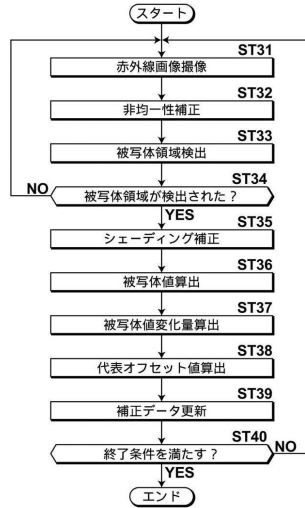 スタート
ST31
赤外線画像撮像
ST32
非均一性補正
ST33
被写体領域検出
ST34
NO
被写体領域が検出された？
YES
ST35
シェーディング補正
ST36
被写体値算出
ST37
被写体値変化量算出
ST38
代表オフセット値算出
ST39
補正データ更新
ST40
終了条件を満たす？
NO
YES
エンド